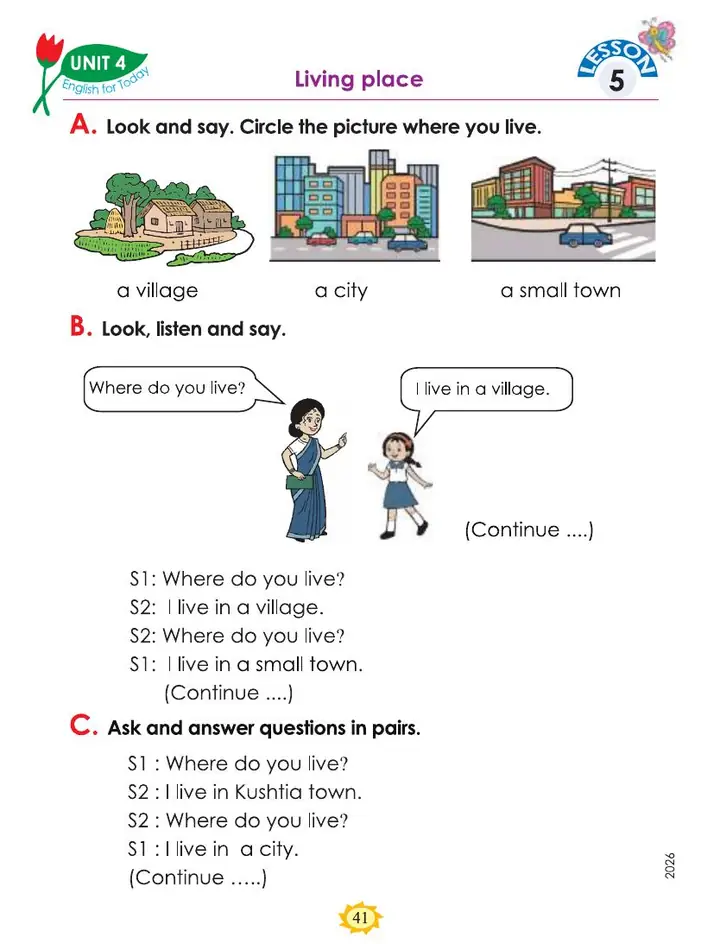 UNIT 4
English for Today
Living place
LESSON
5
A. Look and say. Circle the picture where you live.
a village
a city
a small town
B. Look, listen and say.
Where do you live?
I live in a village.
(Continue ....)
S1: Where do you live?
S2: I live in a village.
S2: Where do you live?
S1: I live in a small town.
(Continue ....)
C. Ask and answer questions in pairs.
S1 : Where do you live?
S2 : I live in Kushtia town.
S2 : Where do you live?
S1 : I live in a city.
(Continue .....)
2026
41